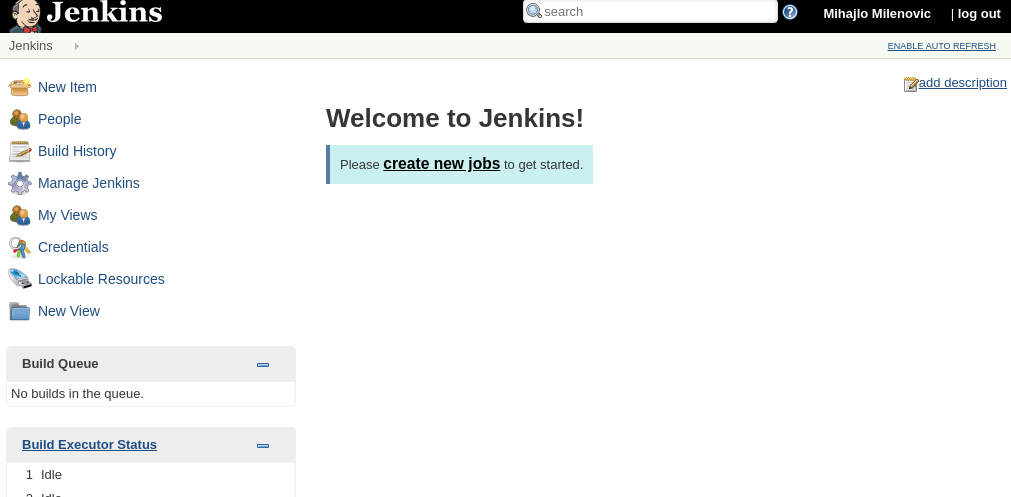 Jenkins
search
?
Mihajlo Milenovic | log out
Jenkins
ENABLE AUTO REFRESH
New Item
People
Build History
Manage Jenkins
My Views
Credentials
Lockable Resources
New View
Build Queue
No builds in the queue.
Build Executor Status
1 Idle
2 Idle
add description
Welcome to Jenkins!
Please create new jobs to get started.